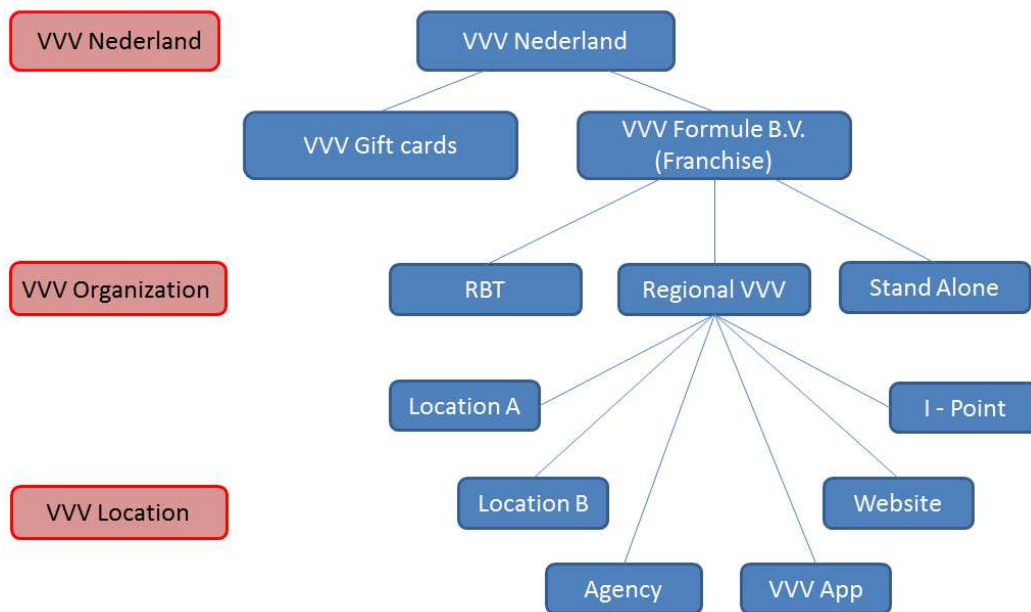 VVV Nederland
VVV Nederland
VVV Gift cards
VVV Formule B.V.
(Franchise)
VVV Organization
RBT
Regional VVV
Stand Alone
Location A
I - Point
VVV Location
Location B
Website
Agency
VVV App